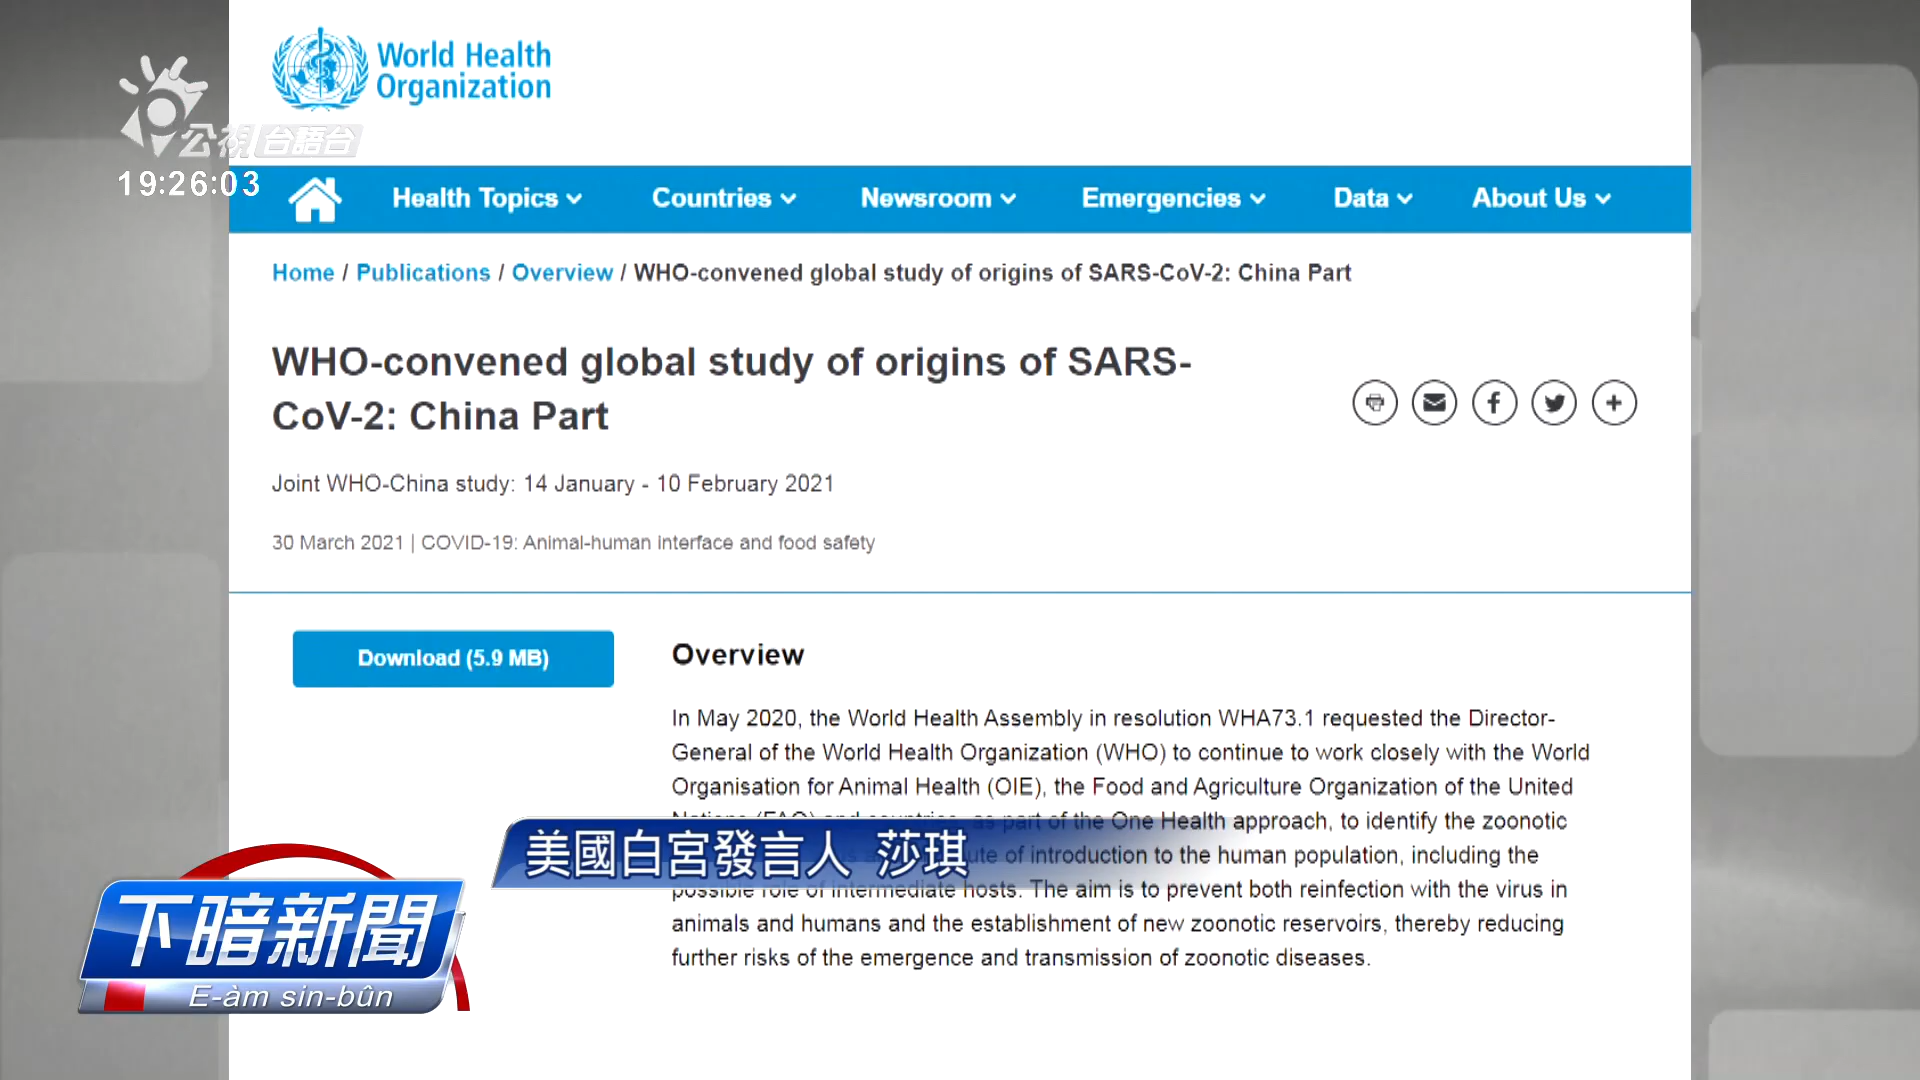 World Health
Organization
公視 台語台
19:26:03
Health Topics
Countries
Newsroom
Emergencies
Data
About Us
Home / Publications / Overview / WHO-convened global study of origins of SARS-CoV-2: China Part
WHO-convened global study of origins of SARS-
CoV-2: China Part
Joint WHO-China study: 14 January - 10 February 2021
30 March 2021 | COVID-19: Animal-human interface and food safety
Download (5.9 MB)
Overview
In May 2020, the World Health Assembly in resolution WHA73.1 requested the Director-
General of the World Health Organization (WHO) to continue to work closely with the World
Organisation for Animal Health (OIE), the Food and Agriculture Organization of the United
Nations (FAO) and countries, as part of the One Health approach, to identify the zoonotic
of introduction to the human population, including the
possible role of intermediate hosts. The aim is to prevent both reinfection with the virus in
animals and humans and the establishment of new zoonotic reservoirs, thereby reducing
further risks of the emergence and transmission of zoonotic diseases.
美國白宮發言人 莎琪
下暗新聞
E-àm sin-bûn